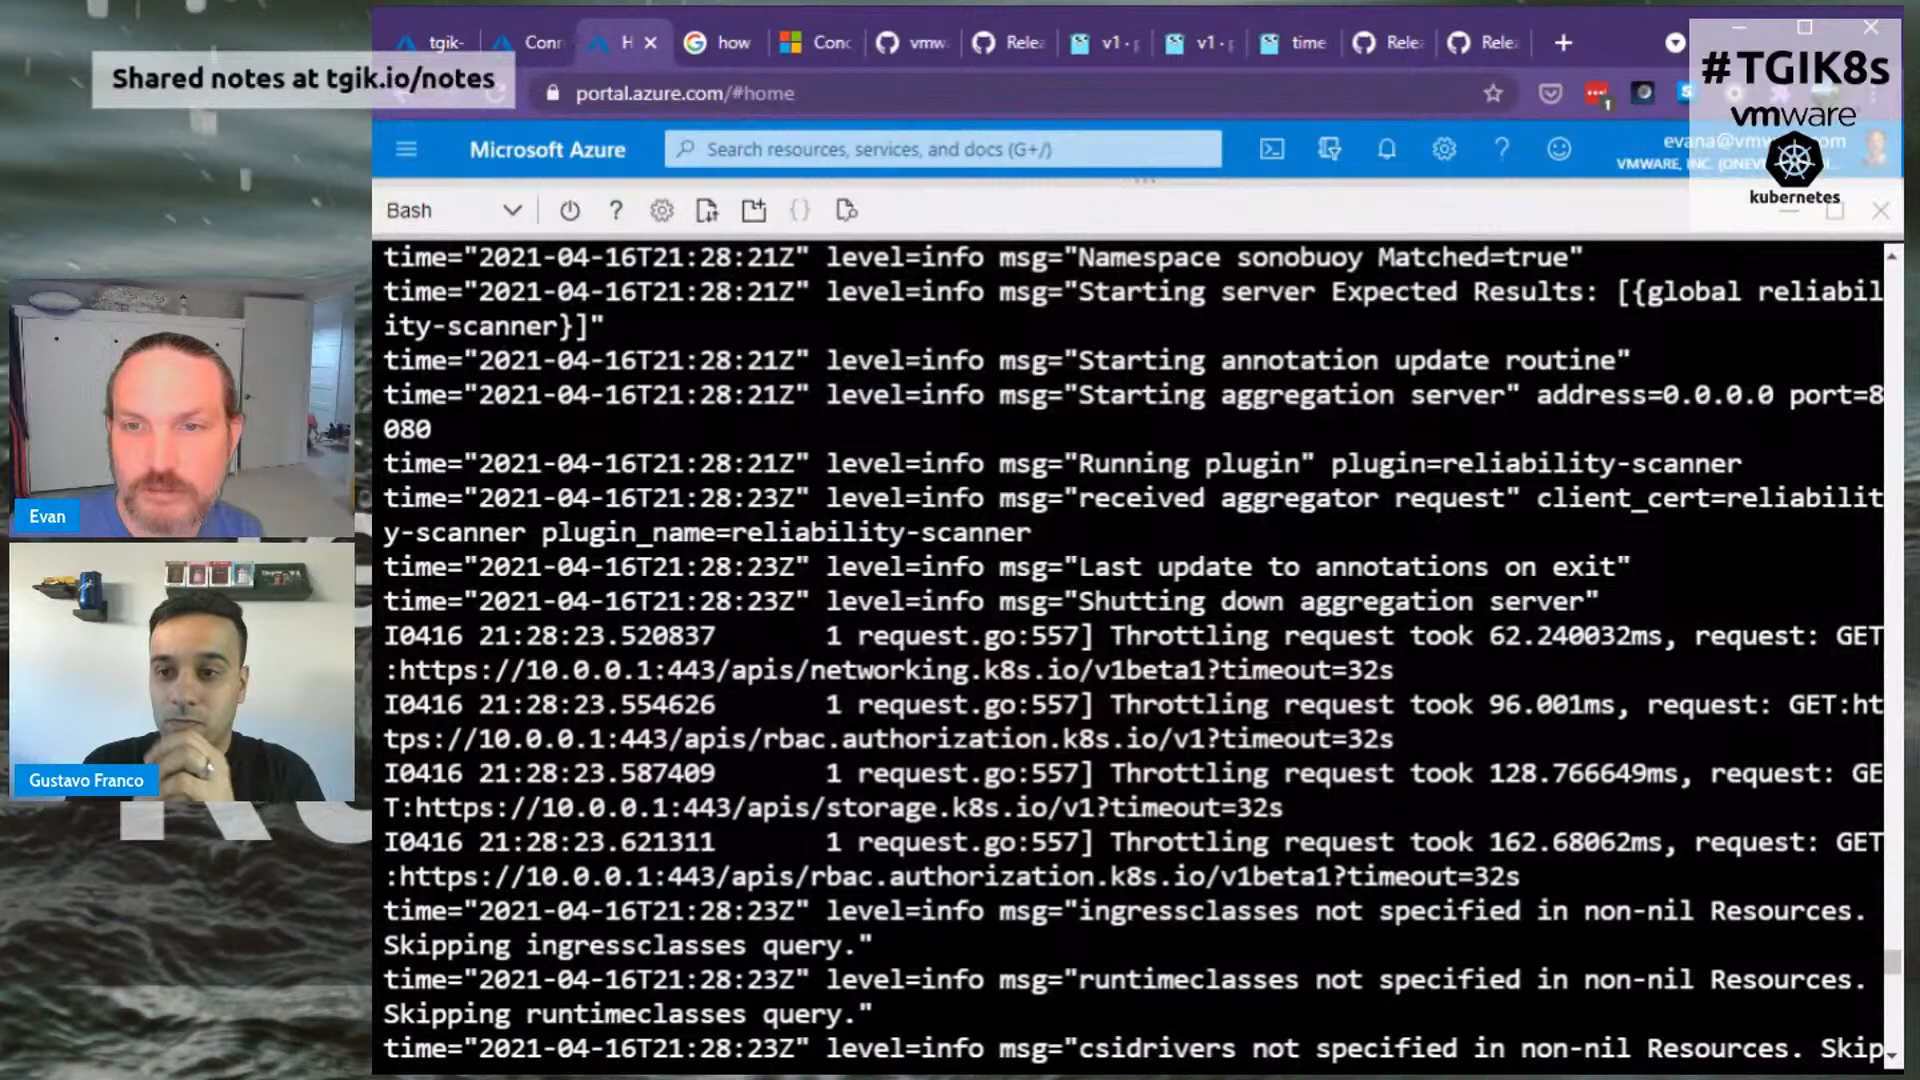 Shared notes at tgik.io/notes
tgik-
Conr
H
how
Conc
vmw
Relea
v1 · p
v1 · p
time
Relea
Relea
#TGIK8s
portal.azure.com/#home
1
vmware
Microsoft Azure
Search resources, services, and docs (G+/)
VMWARE, INC. (ONEV
kubernetes
Bash
time="2021-04-16T21:28:21Z" level=info msg="Namespace sonobuoy Matched=true"
time="2021-04-16T21:28:21Z" level=info msg="Starting server Expected Results: [{global reliabil
ity-scanner}]"
time="2021-04-16T21:28:21Z" level=info msg="Starting annotation update routine"
time="2021-04-16T21:28:21Z" level=info msg="Starting aggregation server" address=0.0.0.0 port=8
080
time="2021-04-16T21:28:21Z" level=info msg="Running plugin" plugin=reliability-scanner
time="2021-04-16T21:28:23Z" level=info msg="received aggregator request" client_cert=reliabilit
y-scanner plugin_name=reliability-scanner
time="2021-04-16T21:28:23Z" level=info msg="Last update to annotations on exit"
time="2021-04-16T21:28:23Z" level=info msg="Shutting down aggregation server"
I0416 21:28:23.520837       1 request.go:557] Throttling request took 62.240032ms, request: GET
:https://10.0.0.1:443/apis/networking.k8s.io/v1beta1?timeout=32s
I0416 21:28:23.554626       1 request.go:557] Throttling request took 96.001ms, request: GET:ht
tps://10.0.0.1:443/apis/rbac.authorization.k8s.io/v1?timeout=32s
I0416 21:28:23.587409       1 request.go:557] Throttling request took 128.766649ms, request: GE
T:https://10.0.0.1:443/apis/storage.k8s.io/v1?timeout=32s
I0416 21:28:23.621311       1 request.go:557] Throttling request took 162.68062ms, request: GET
:https://10.0.0.1:443/apis/rbac.authorization.k8s.io/v1beta1?timeout=32s
time="2021-04-16T21:28:23Z" level=info msg="ingressclasses not specified in non-nil Resources.
Skipping ingressclasses query."
time="2021-04-16T21:28:23Z" level=info msg="runtimeclasses not specified in non-nil Resources.
Skipping runtimeclasses query."
time="2021-04-16T21:28:23Z" level=info msg="csidrivers not specified in non-nil Resources. Skip
Evan
Gustavo Franco